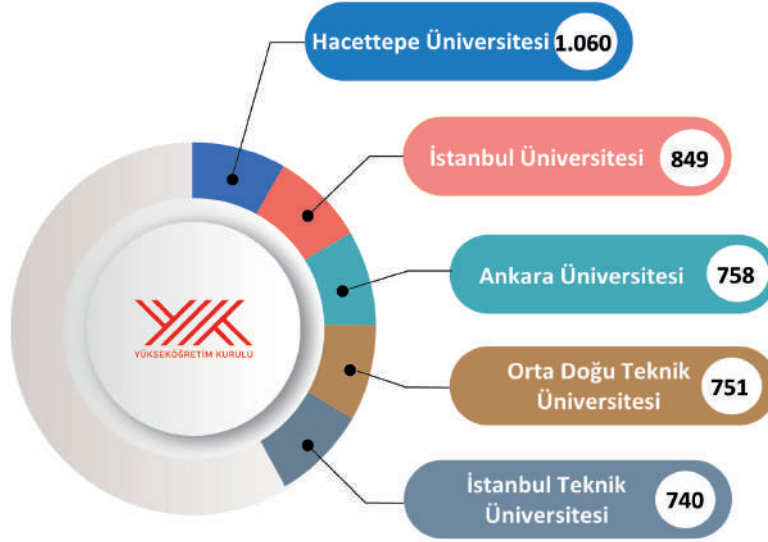 Hacettepe Üniversitesi 1.060
İstanbul Üniversitesi 849
Ankara Üniversitesi 758
Orta Doğu Teknik
Üniversitesi 751
İstanbul Teknik
Üniversitesi 740
YÜKSEKÖĞRETİM KURULU